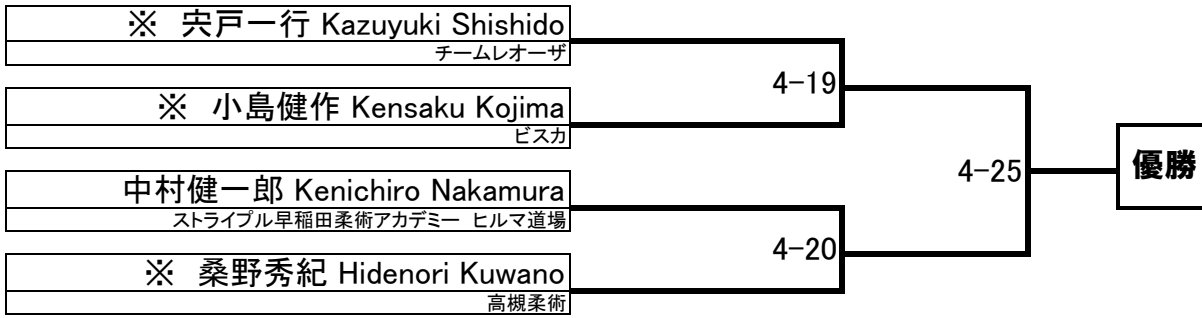 ※ 宍戸一行 Kazuyuki Shishido
チームレオーザ
4-19
※ 小島健作 Kensaku Kojima
ビスカ
4-25
優勝
中村健一郎 Kenichiro Nakamura
ストライプル早稲田柔術アカデミー ヒルマ道場
4-20
※ 桑野秀紀 Hidenori Kuwano
高槻柔術